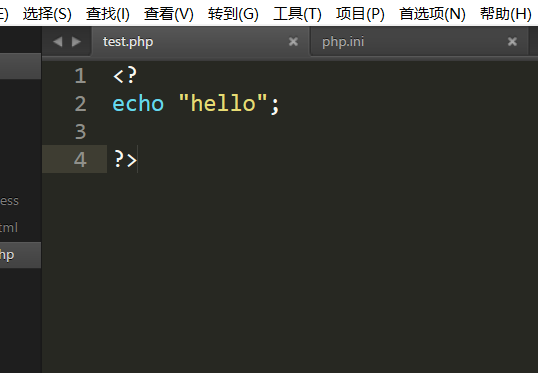 选择(S) 查找(I) 查看(V) 转到(G) 工具(T) 项目(P) 首选项(N) 帮助(H)
test.php × php.ini ×
1 <?
2 echo "hello";
3
4 ?>
ess
tml
hp